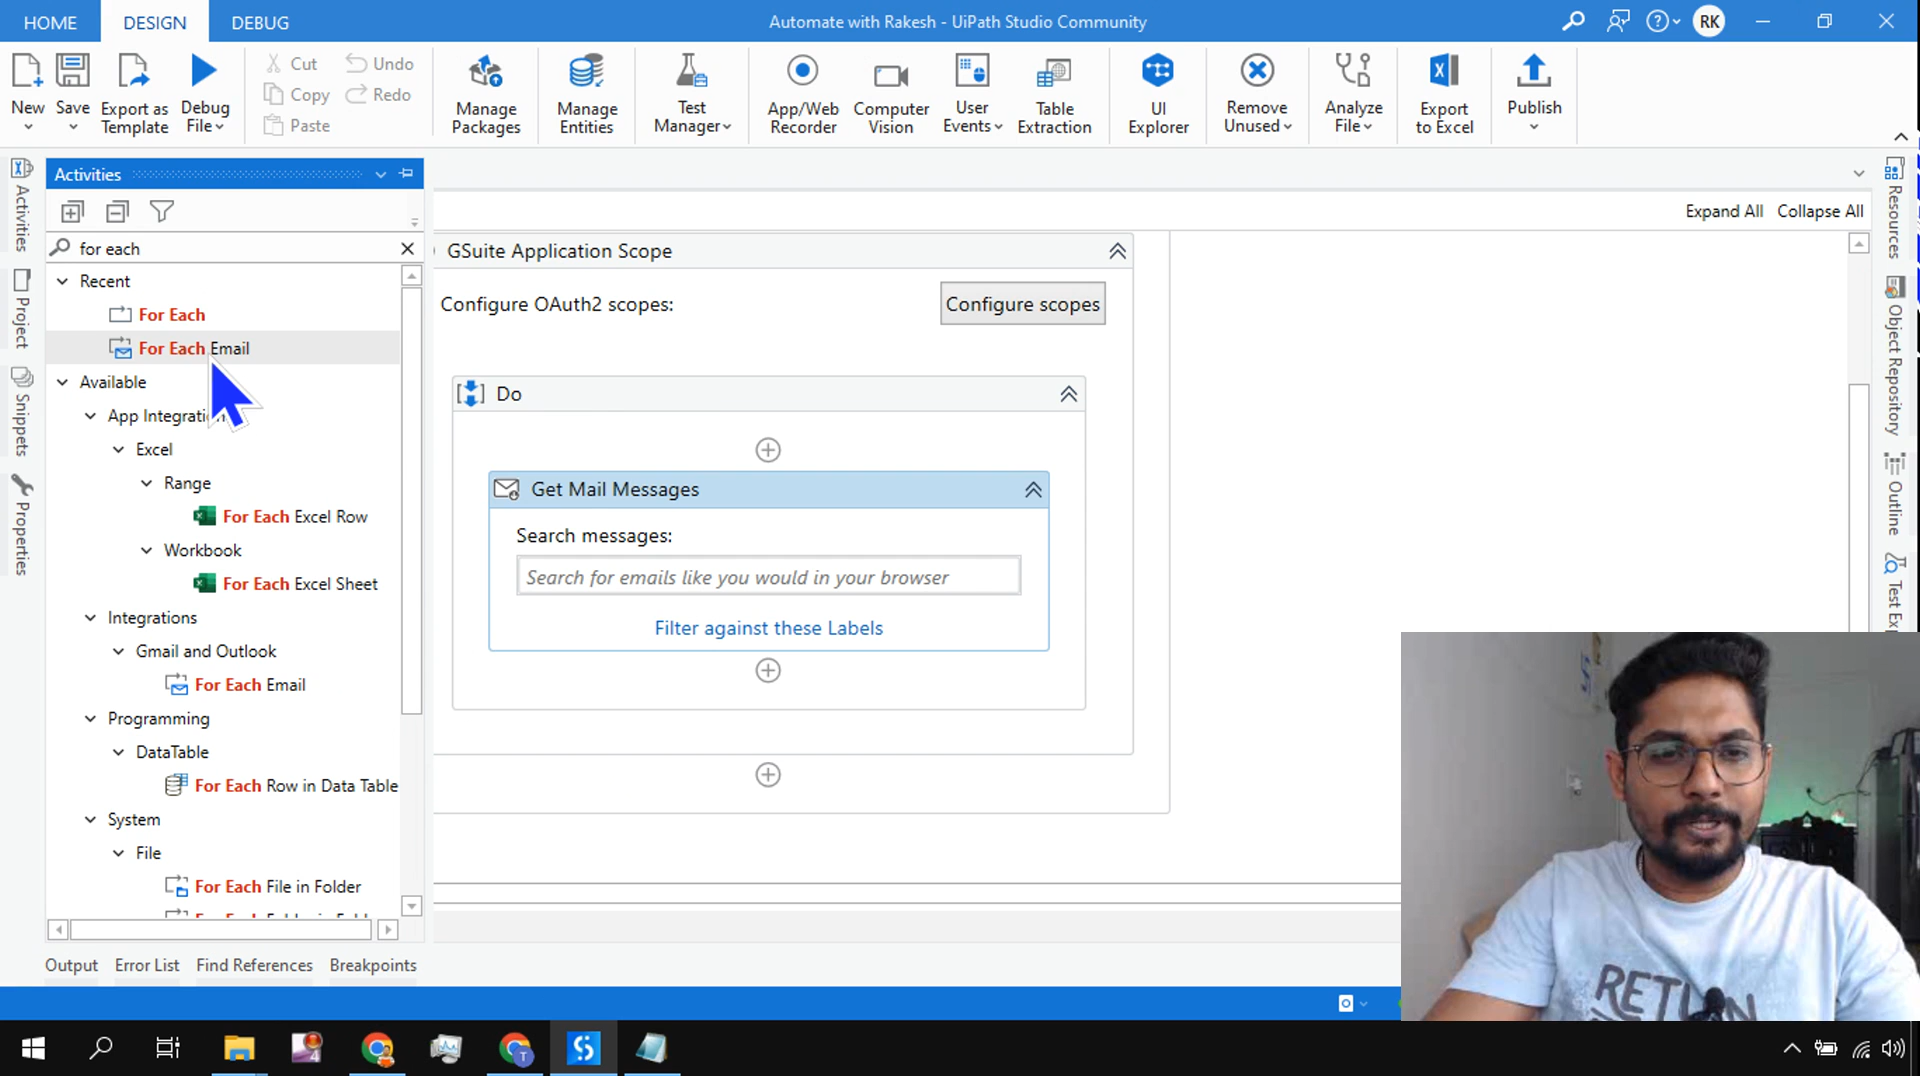 HOME DESIGN DEBUG Automate with Rakesh - UiPath Studio Community RK
Cut Undo
Copy Redo
Paste
New Save Export as Template Debug File Manage Packages Manage Entities Test Manager App/Web Recorder Computer Vision User Events Table Extraction UI Explorer Remove Unused Analyze File Export to Excel Publish
Activities
Expand All Collapse All
for each
Recent
For Each
For Each Email
Available
App Integration
Excel
Range
For Each Excel Row
Workbook
For Each Excel Sheet
Integrations
Gmail and Outlook
For Each Email
Programming
DataTable
For Each Row in Data Table
System
File
For Each File in Folder
Activities
Project
Snippets
Properties
GSuite Application Scope
Configure OAuth2 scopes: Configure scopes
Do
Get Mail Messages
Search messages:
Search for emails like you would in your browser
Filter against these Labels
Resources
Object Repository
Outline
Output Error List Find References Breakpoints